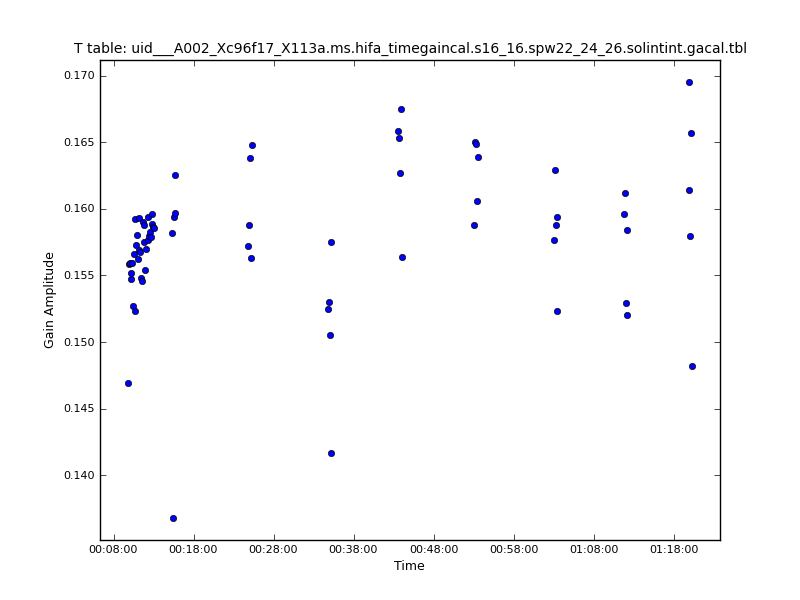 T table: uid___A002_Xc96f17_X113a.ms.hifa_timegaincal.s16_16.spw22_24_26.solintint.gacal.tbl
0.170
0.165
0.160
0.155
0.150
0.145
0.140
Gain Amplitude
00:08:00 00:18:00 00:28:00 00:38:00 00:48:00 00:58:00 01:08:00 01:18:00
Time